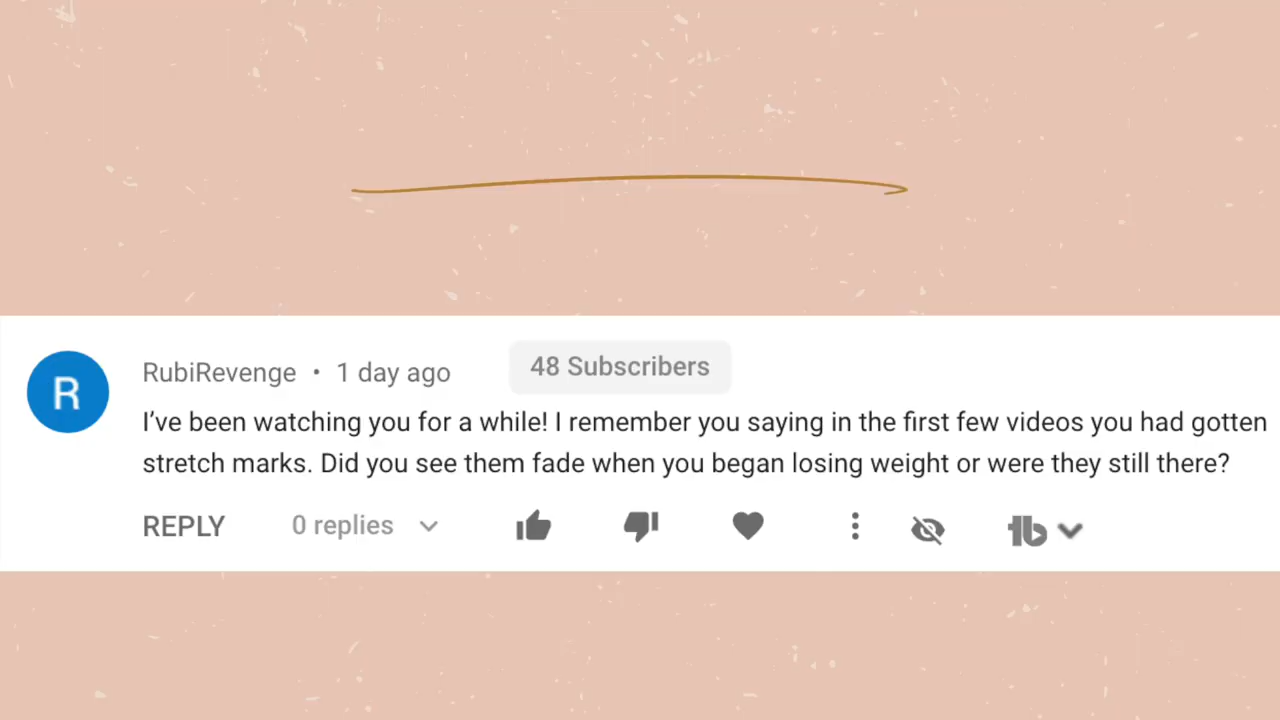 R
RubiRevenge • 1 day ago 48 Subscribers
I’ve been watching you for a while! I remember you saying in the first few videos you had gotten
stretch marks. Did you see them fade when you began losing weight or were they still there?
REPLY 0 replies tb